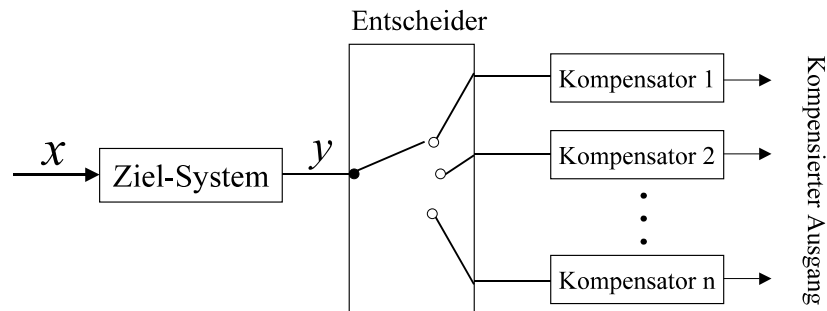 Entscheider
x
Ziel-System
y
Kompensator 1
Kompensator 2
Kompensator n
Kompensierter Ausgang